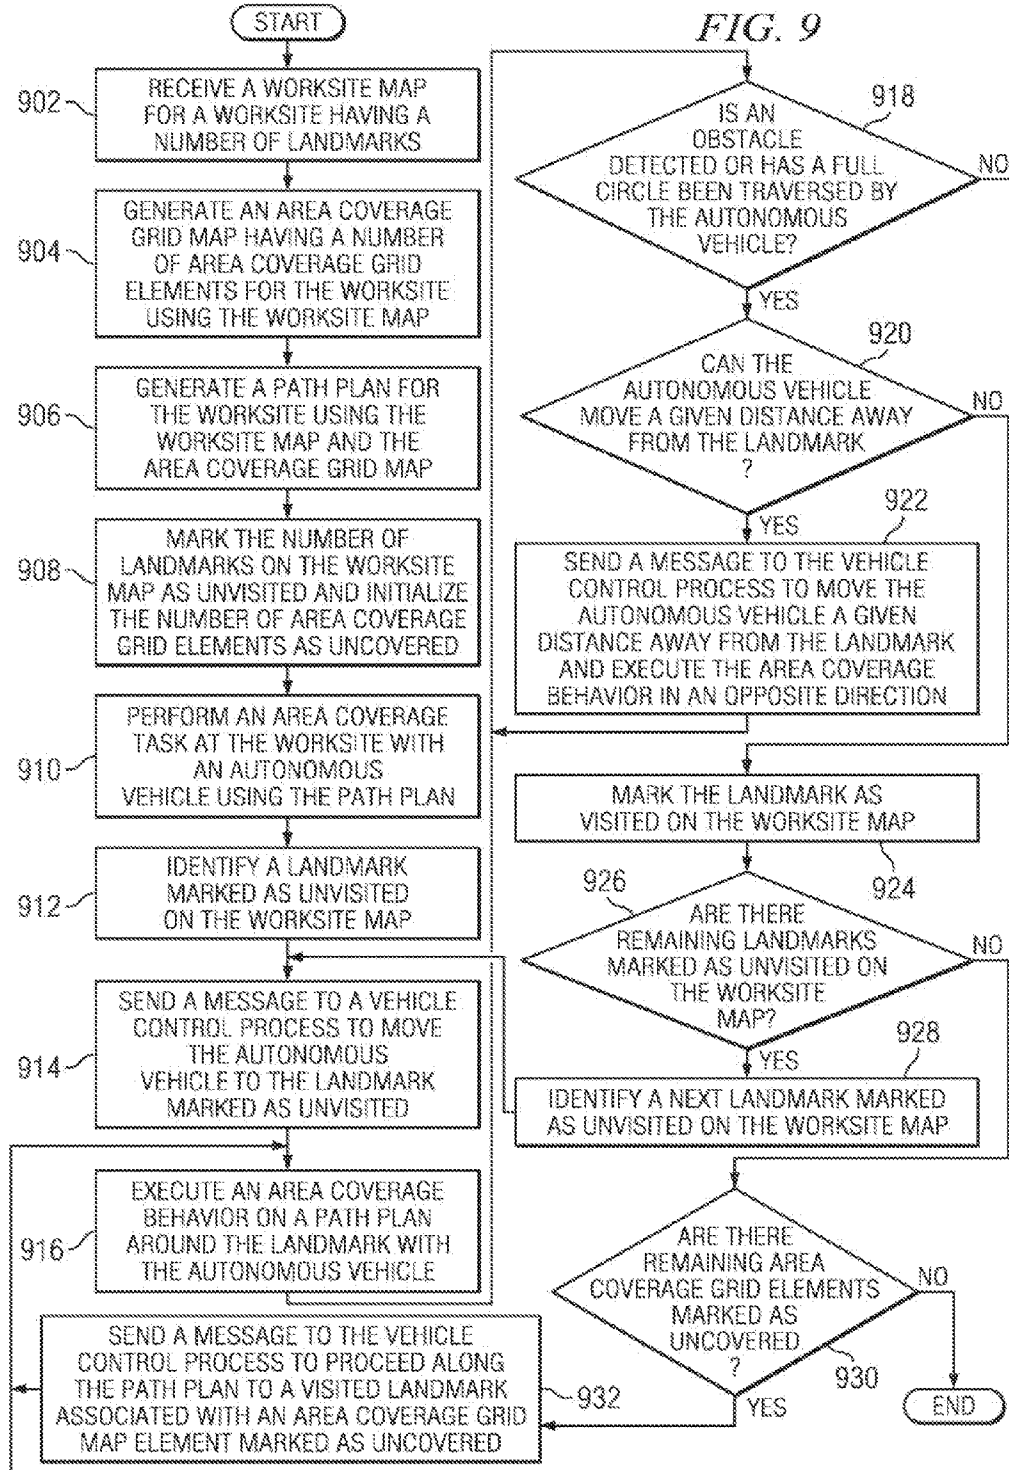 FIG. 9
START
902
RECEIVE A WORKSITE MAP
FOR A WORKSITE HAVING A
NUMBER OF LANDMARKS
904
GENERATE AN AREA COVERAGE
GRID MAP HAVING A NUMBER
OF AREA COVERAGE GRID
ELEMENTS FOR THE WORKSITE
USING THE WORKSITE MAP
906
GENERATE A PATH PLAN FOR
THE WORKSITE USING THE
WORKSITE MAP AND THE
AREA COVERAGE GRID MAP
908
MARK THE NUMBER OF
LANDMARKS ON THE WORKSITE
MAP AS UNVISITED AND INITIALIZE
THE NUMBER OF AREA COVERAGE
GRID ELEMENTS AS UNCOVERED
910
PERFORM AN AREA COVERAGE
TASK AT THE WORKSITE WITH
AN AUTONOMOUS
VEHICLE USING THE PATH PLAN
912
IDENTIFY A LANDMARK
MARKED AS UNVISITED
ON THE WORKSITE MAP
914
SEND A MESSAGE TO A VEHICLE
CONTROL PROCESS TO MOVE
THE AUTONOMOUS
VEHICLE TO THE LANDMARK
MARKED AS UNVISITED
916
EXECUTE AN AREA COVERAGE
BEHAVIOR ON A PATH PLAN
AROUND THE LANDMARK WITH
THE AUTONOMOUS VEHICLE
918
IS AN
OBSTACLE
DETECTED OR HAS A FULL
CIRCLE BEEN TRAVERSED BY
THE AUTONOMOUS
VEHICLE?
NO
YES
920
CAN THE
AUTONOMOUS VEHICLE
MOVE A GIVEN DISTANCE AWAY
FROM THE LANDMARK
?
NO
YES
922
SEND A MESSAGE TO THE VEHICLE
CONTROL PROCESS TO MOVE THE
AUTONOMOUS VEHICLE A GIVEN
DISTANCE AWAY FROM THE LANDMARK
AND EXECUTE THE AREA COVERAGE
BEHAVIOR IN AN OPPOSITE DIRECTION
MARK THE LANDMARK AS
VISITED ON THE WORKSITE MAP
924
926
ARE THERE
REMAINING LANDMARKS
MARKED AS UNVISITED ON
THE WORKSITE
MAP?
NO
YES
928
IDENTIFY A NEXT LANDMARK MARKED
AS UNVISITED ON THE WORKSITE MAP
ARE THERE
REMAINING AREA
COVERAGE GRID ELEMENTS
MARKED AS
UNCOVERED
?
NO
930
YES
END
SEND A MESSAGE TO THE VEHICLE
CONTROL PROCESS TO PROCEED ALONG
THE PATH PLAN TO A VISITED LANDMARK
ASSOCIATED WITH AN AREA COVERAGE GRID
MAP ELEMENT MARKED AS UNCOVERED
932